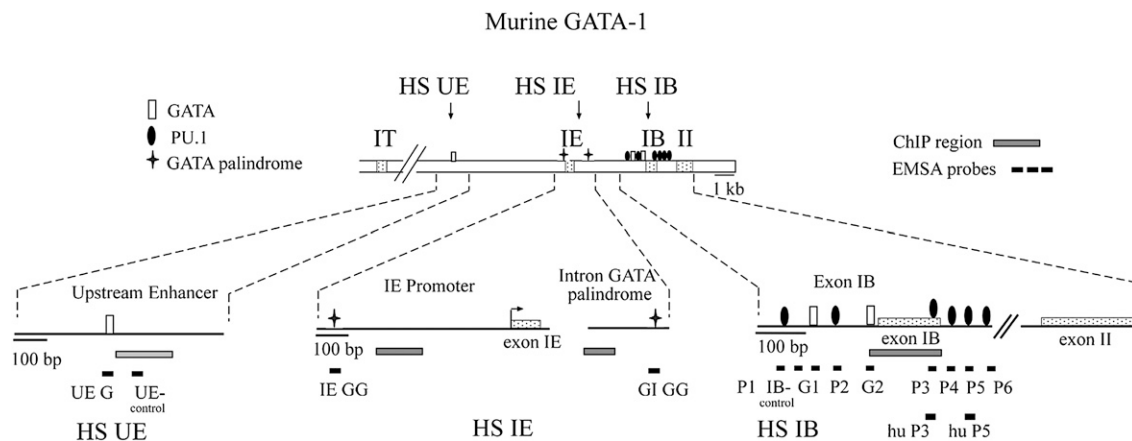 Murine GATA-1
HS UE HS IE HS IB
GATA
PU.1
GATA palindrome
IT IE IB II
ChIP region
EMSA probes
1 kb
Upstream Enhancer
IE Promoter
Intron GATA
palindrome
Exon IB
100 bp
exon IE
100 bp
100 bp
exon IB
exon II
UE G UE-
control
IE GG
GI GG
P1 IB- G1 P2 G2 P3 P4 P5 P6
control
HS UE
HS IE
HS IB
hu P3 hu P5